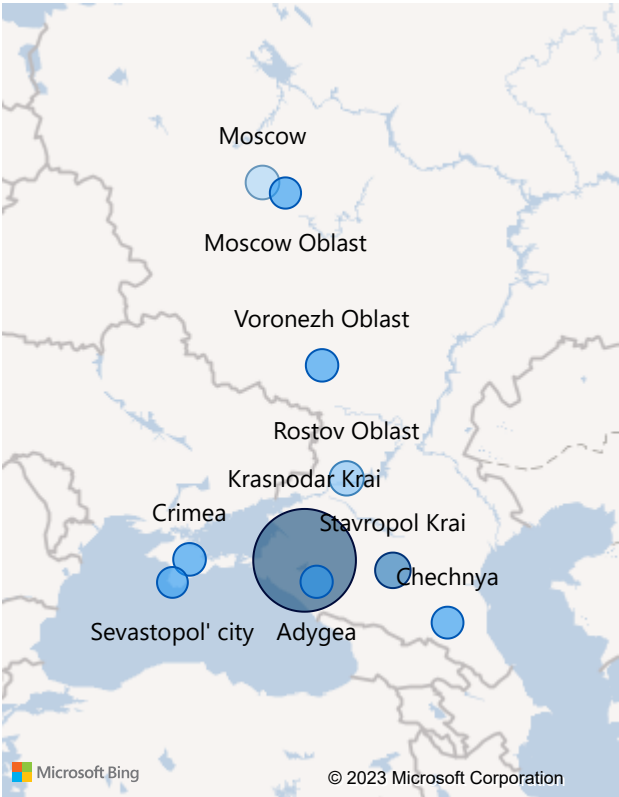 Moscow
Moscow Oblast
Voronezh Oblast
Rostov Oblast
Krasnodar Krai
Crimea
Stavropol Krai
Chechnya
Sevastopol' city
Adygea
Microsoft Bing
© 2023 Microsoft Corporation